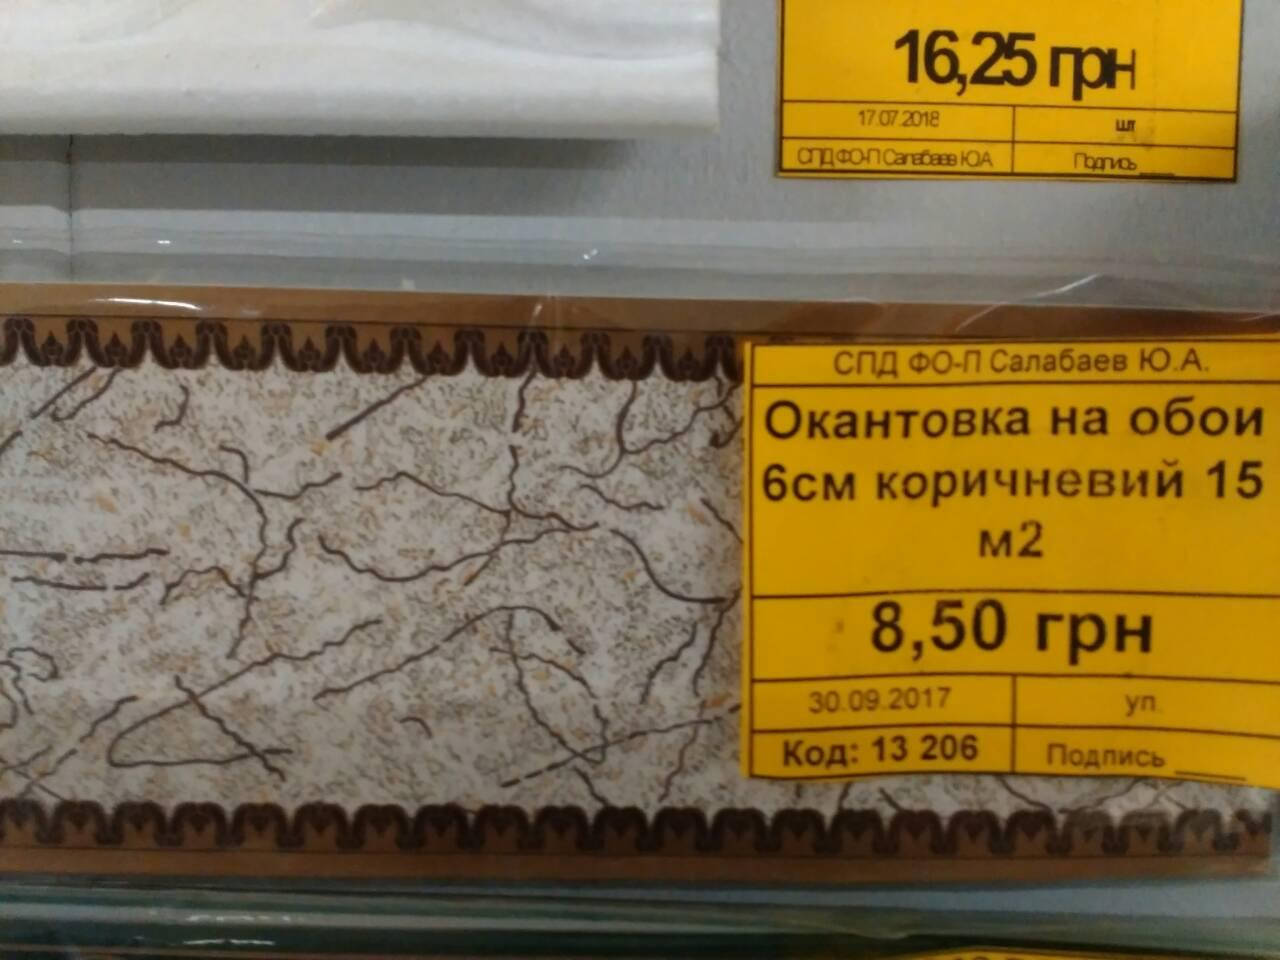 16,25 грн
17.07.2018 шт
СПД ФО-П Салабаев Ю.А Подпись
СПД ФО-П Салабаев Ю.А.
Окантовка на обои
6см коричневий 15
м2
8,50 грн
30.09.2017 уп
Код: 13 206 Подпись